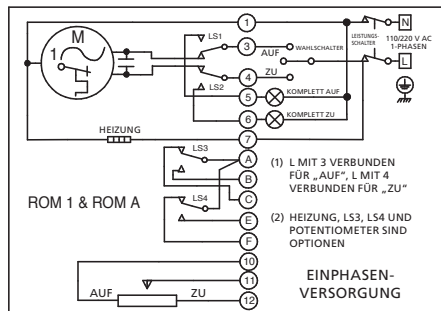 M
1
LS1
LS2
1
3
4
5
6
7
AUF
ZU
WAHLSCHALTER
KOMPLETT AUF
KOMPLETT ZU
LEISTUNGS-
SCHALTER
N
110/220 V AC
1-PHASEN
L
HEIZUNG
LS3
LS4
A
B
C
E
F
ROM 1 & ROM A
(1) L MIT 3 VERBUNDEN
FÜR „AUF“, L MIT 4
VERBUNDEN FÜR „ZU“
(2) HEIZUNG, LS3, LS4 UND
POTENTIOMETER SIND
OPTIONEN
10
11
12
AUF
ZU
EINPHASEN-
VERSORGUNG